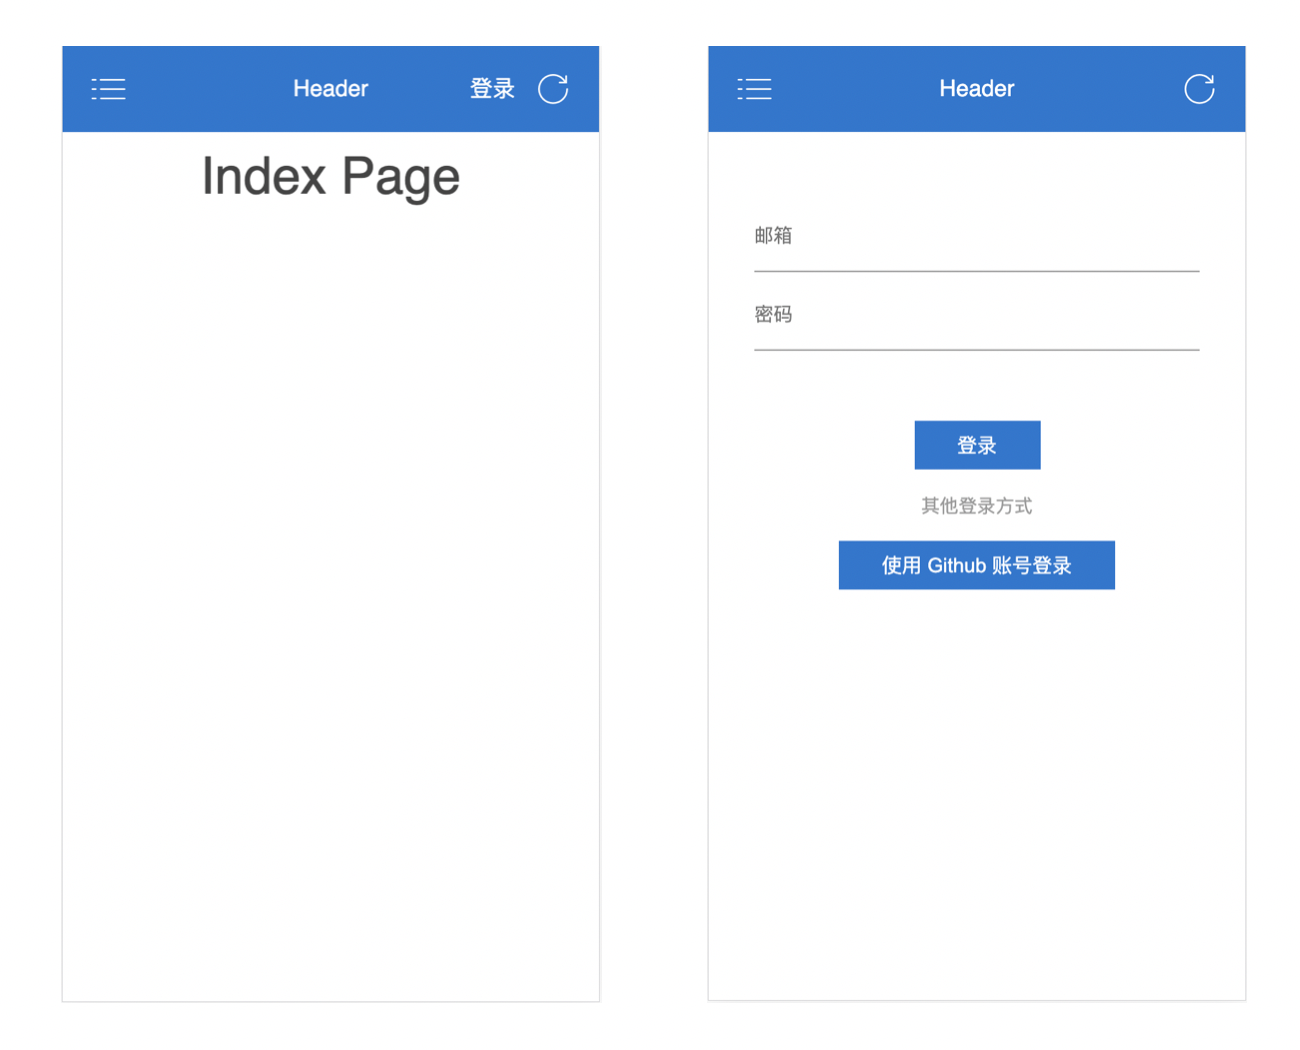 Header 登录
Index Page
Header
邮箱
密码
登录
其他登录方式
使用 Github 账号登录